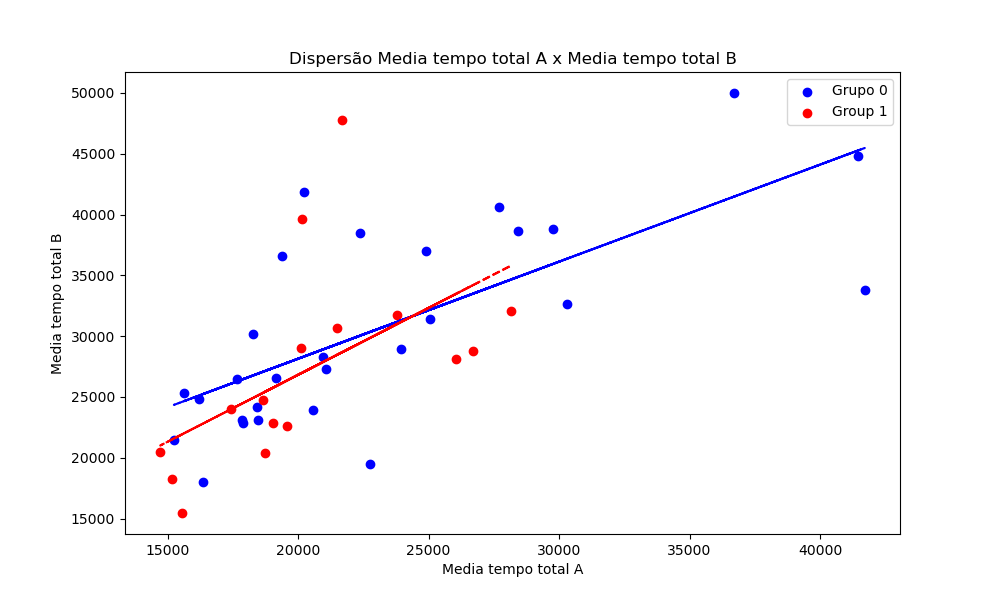 Dispersão Media tempo total A x Media tempo total B
Grupo 0
Group 1
Media tempo total B
50000
45000
40000
35000
30000
25000
20000
15000
15000
20000
25000
30000
35000
40000
Media tempo total A